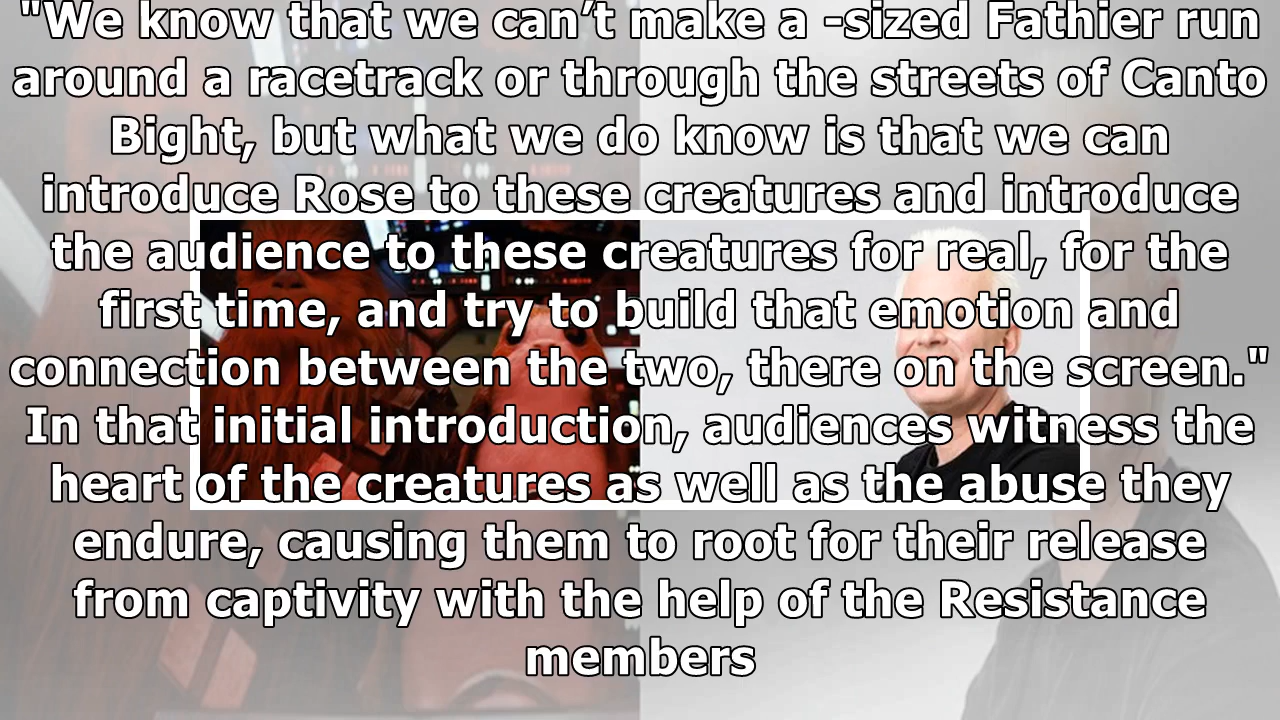 "We know that we can’t make a -sized Fathier run
around a racetrack or through the streets of Canto
Bight, but what we do know is that we can
introduce Rose to these creatures and introduce
the audience to these creatures for real, for the
first time, and try to build that emotion and
connection between the two, there on the screen."
In that initial introduction, audiences witness the
heart of the creatures as well as the abuse they
endure, causing them to root for their release
from captivity with the help of the Resistance
members